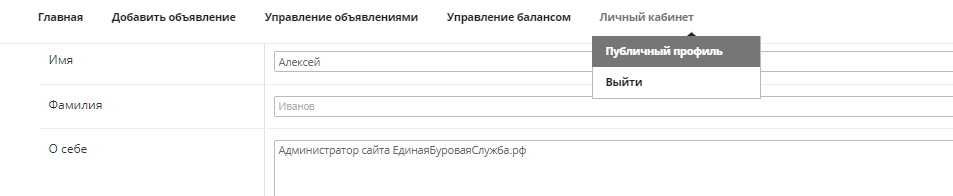 Главная Добавить объявление Управление объявлениями Управление балансом Личный кабинет
Публичный профиль
Выйти
Имя Алексей
Фамилия Иванов
О себе Администратор сайта ЕдинаяБуроваяСлужба.рф